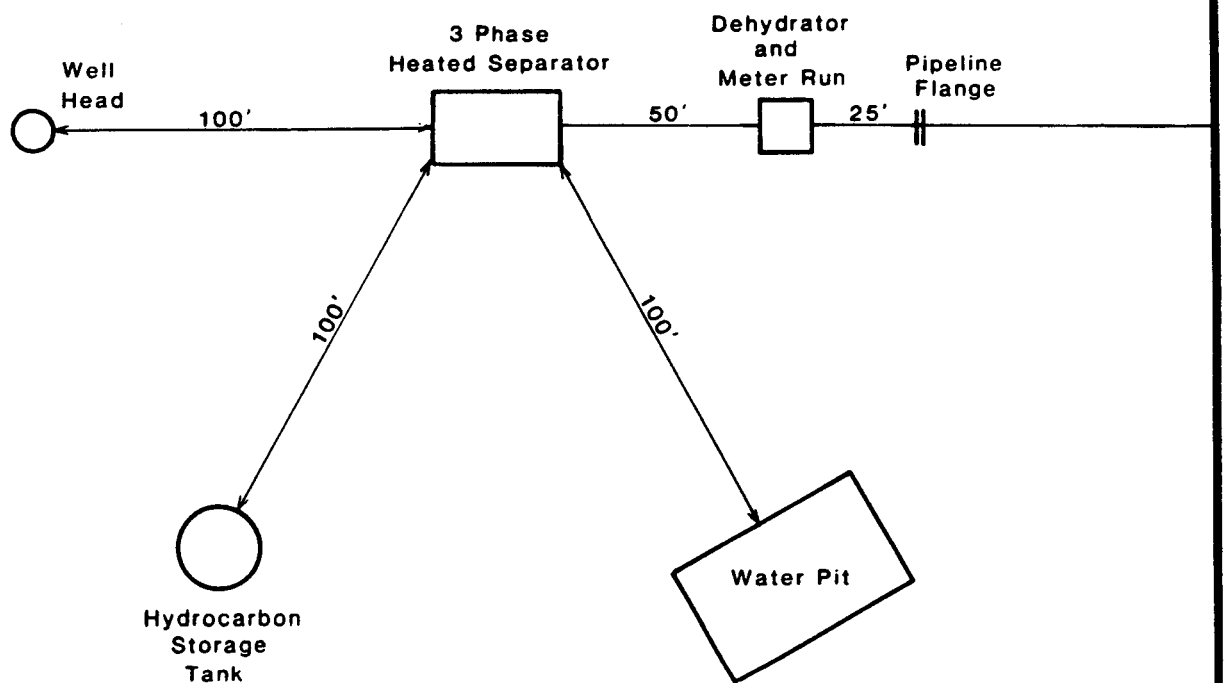 Well
Head
100'
3 Phase
Heated Separator
50'
Dehydrator
and
Meter Run
25'
Pipeline
Flange
100'
100'
Hydrocarbon
Storage
Tank
Water Pit